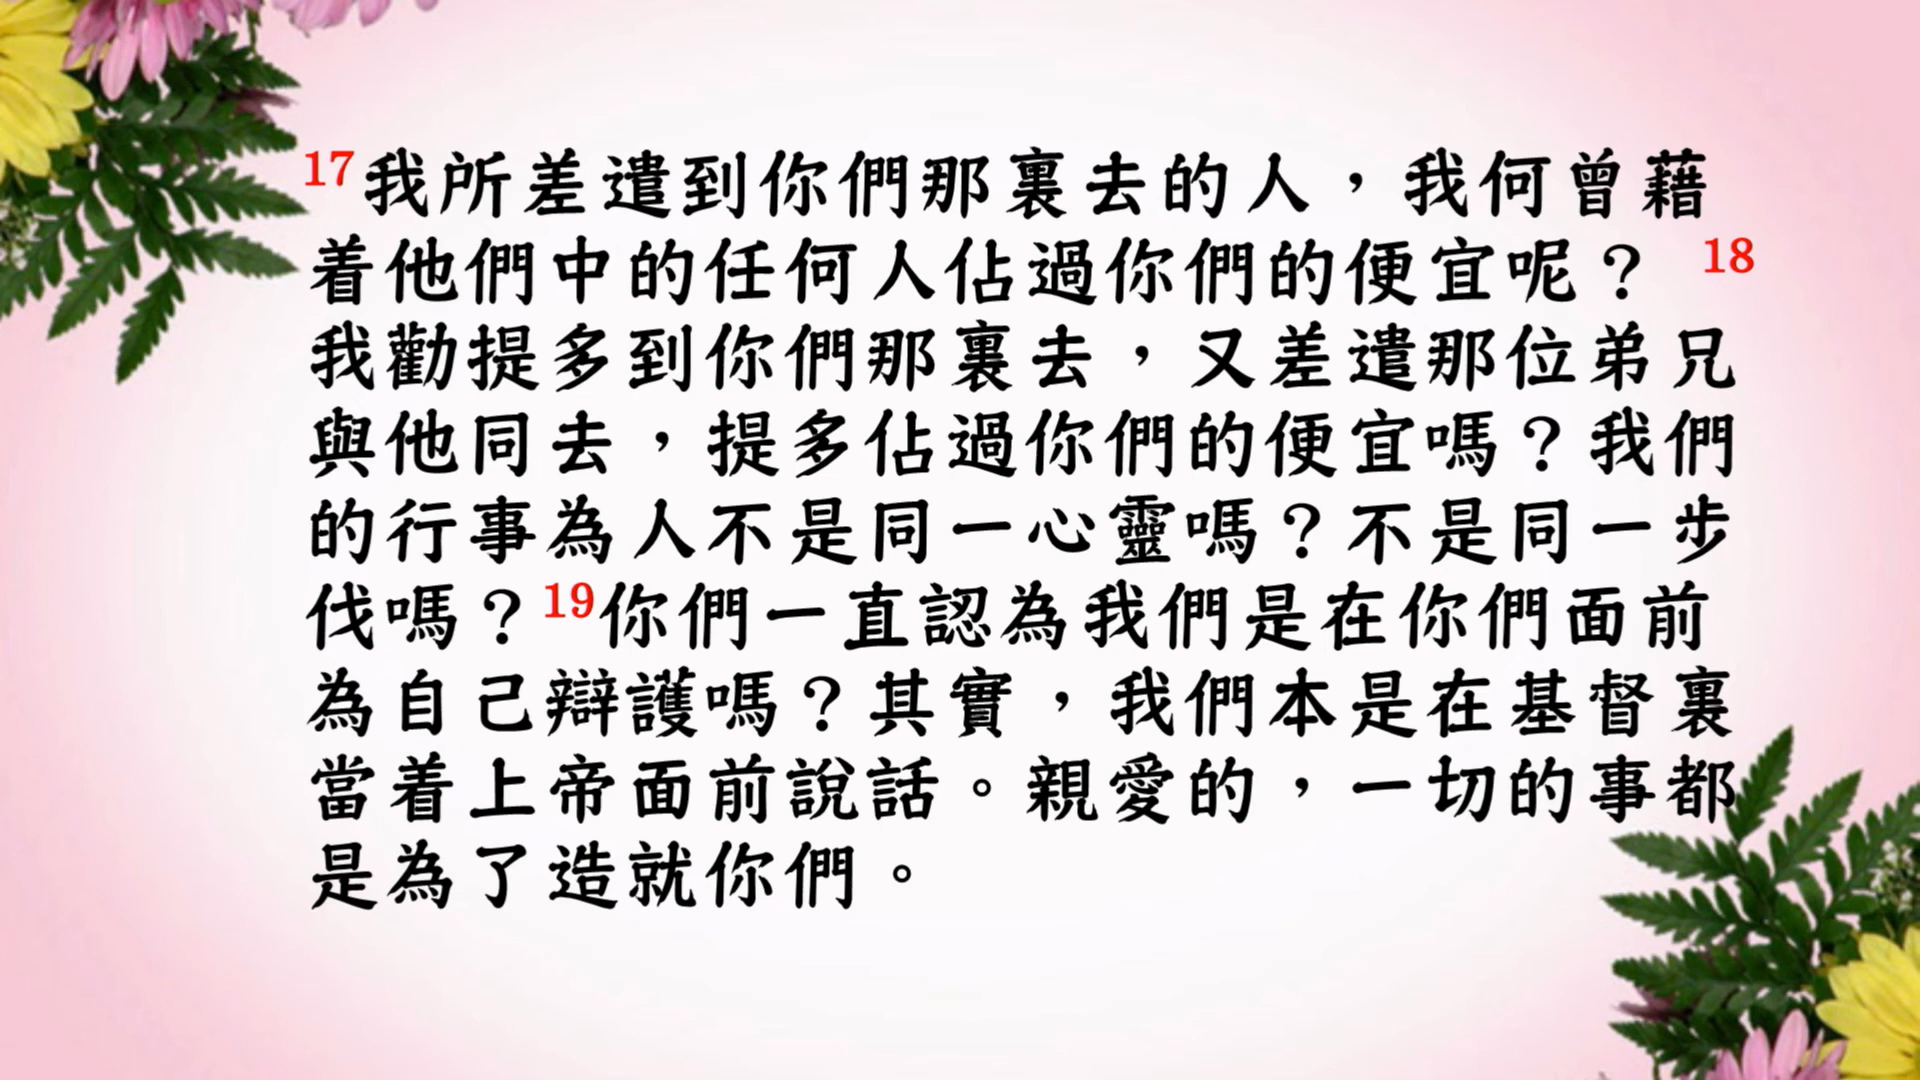 17我所差遣到你們那裏去的人，我何曾藉
着他們中的任何人佔過你們的便宜呢？ 18
我勸提多到你們那裏去，又差遣那位弟兄
與他同去，提多佔過你們的便宜嗎？我們
的行事為人不是同一心靈嗎？不是同一步
伐嗎？19你們一直認為我們是在你們面前
為自己辯護嗎？其實，我們本是在基督裏
當着上帝面前說話。親愛的，一切的事都
是為了造就你們。